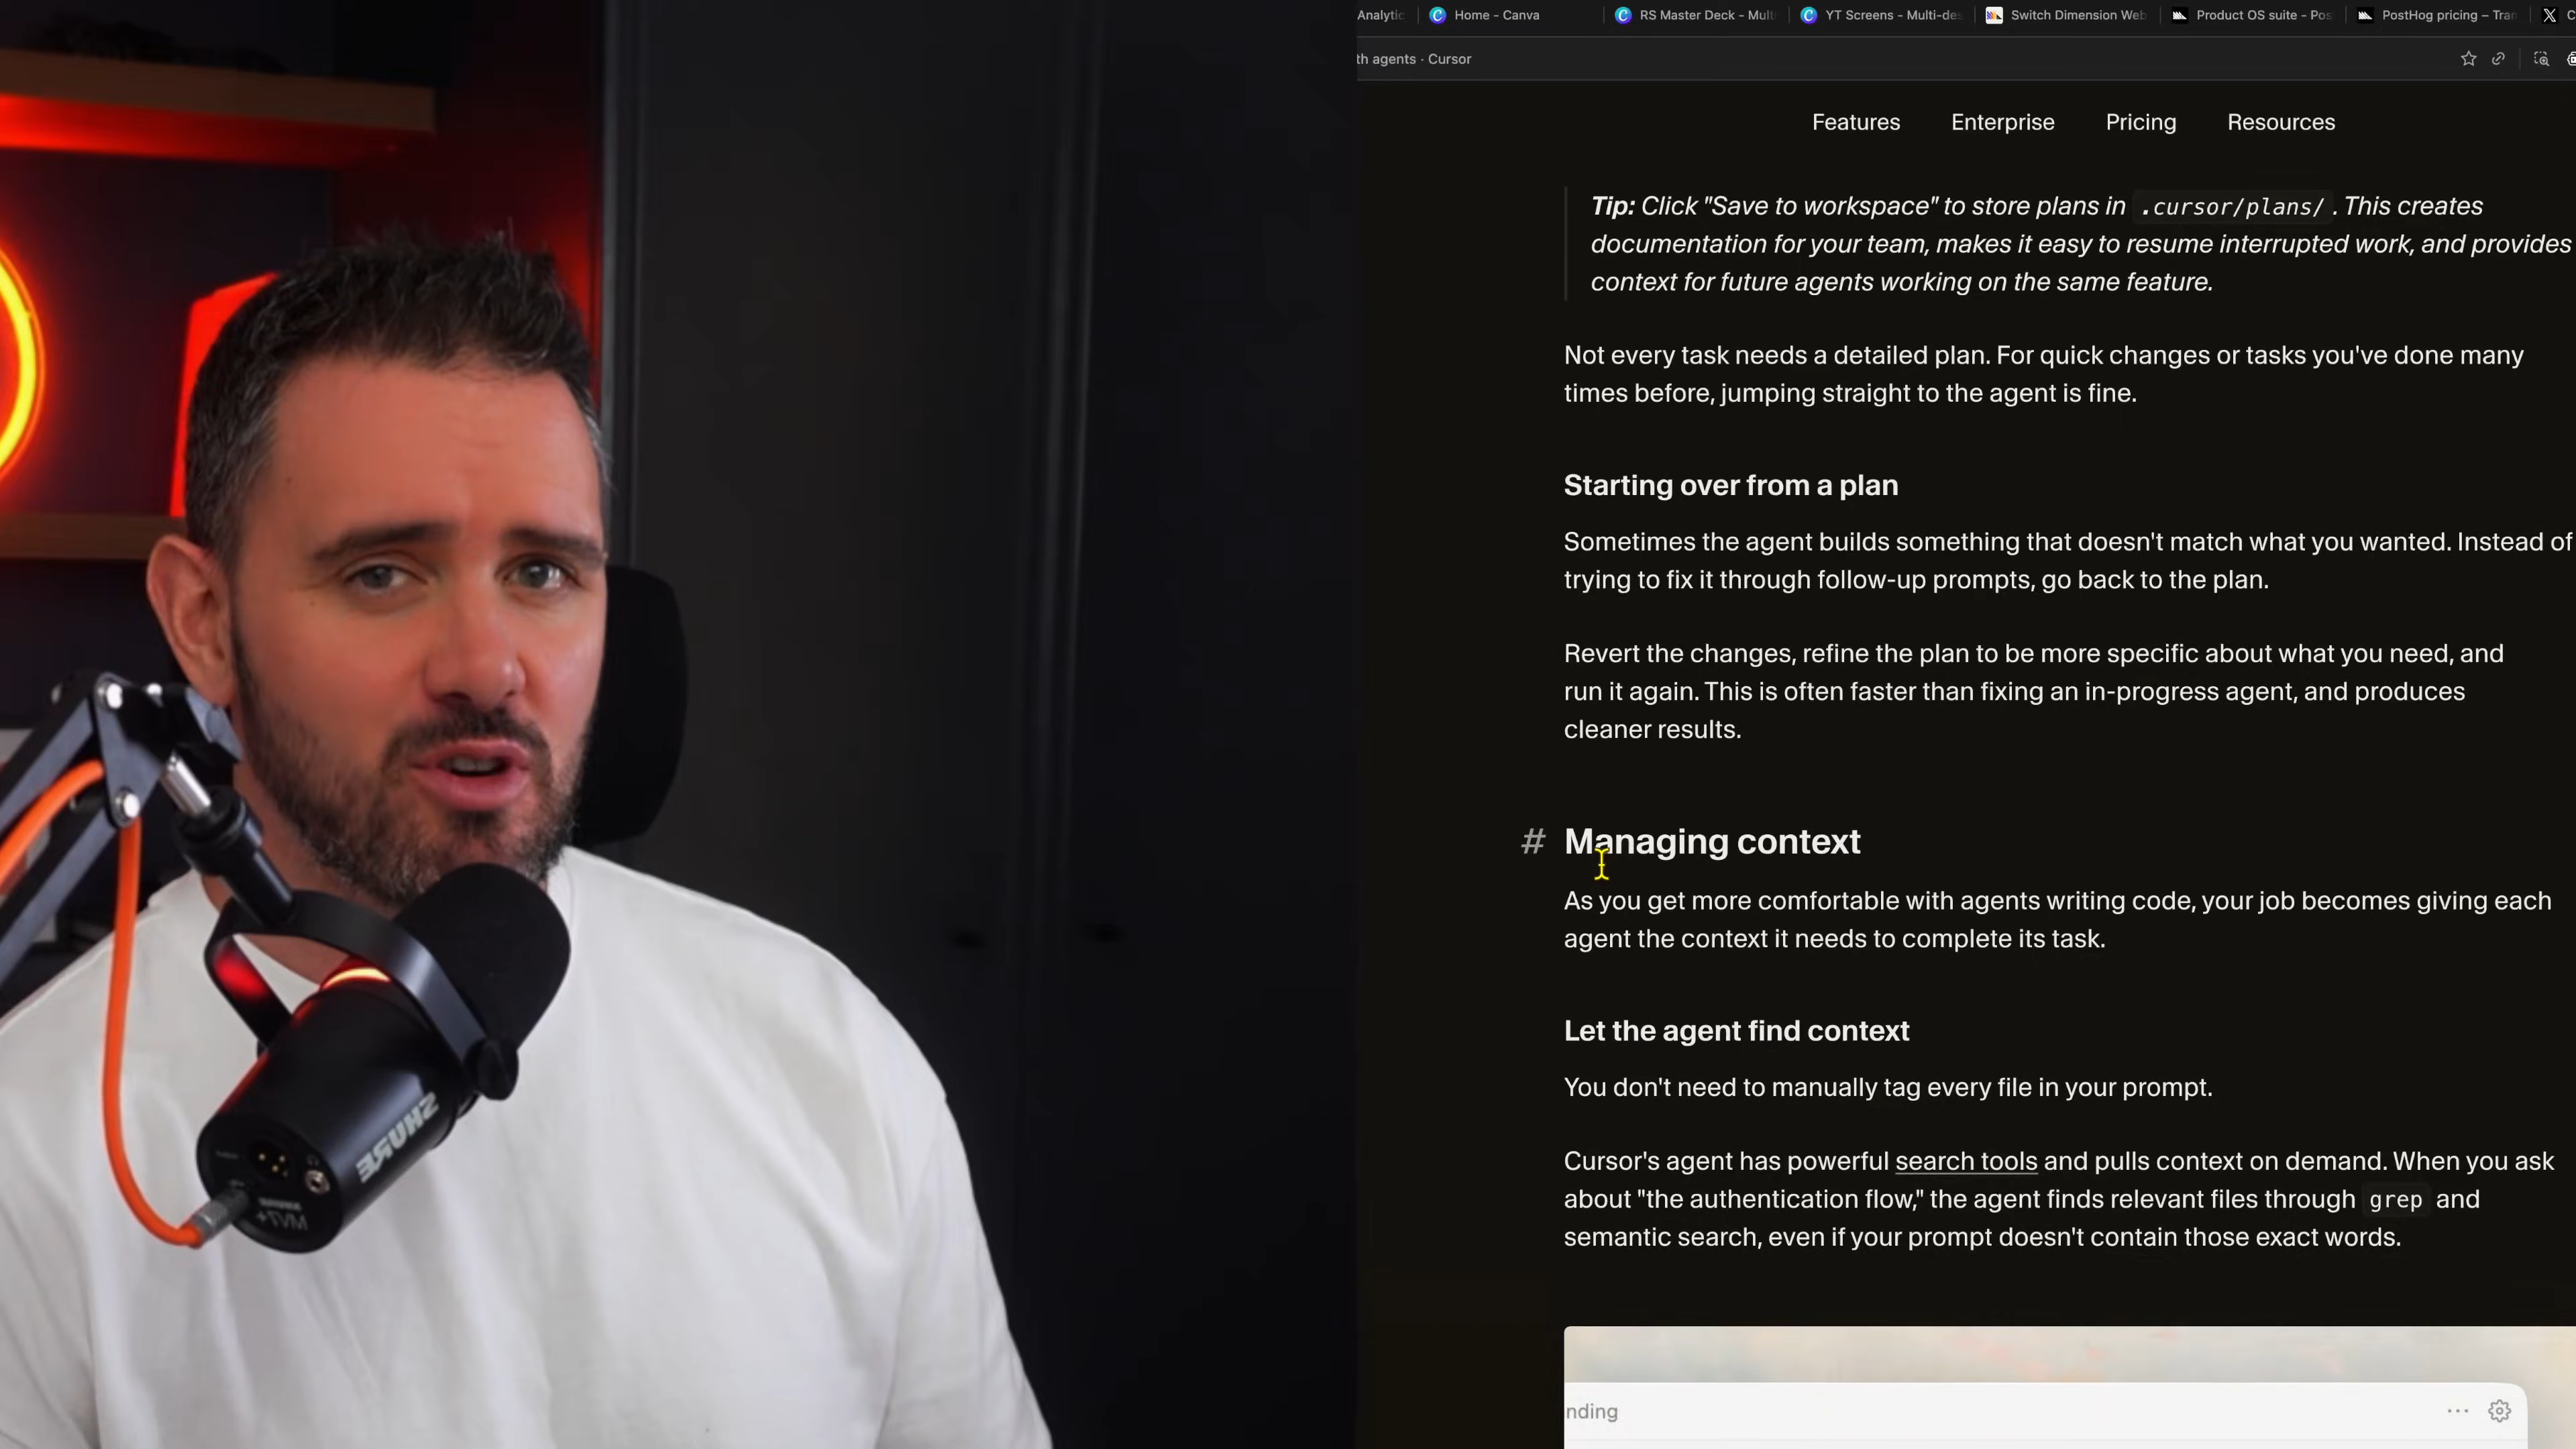 Analytic
Home - Canva
RS Master Deck - Mult
YT Screens - Multi-de
Switch Dimension Web
Product OS suite - Pos
PostHog pricing – Tran
C
th agents · Cursor
Features
Enterprise
Pricing
Resources
Tip: Click "Save to workspace" to store plans in .cursor/plans/. This creates
documentation for your team, makes it easy to resume interrupted work, and provides
context for future agents working on the same feature.
Not every task needs a detailed plan. For quick changes or tasks you've done many
times before, jumping straight to the agent is fine.
Starting over from a plan
Sometimes the agent builds something that doesn't match what you wanted. Instead of
trying to fix it through follow-up prompts, go back to the plan.
Revert the changes, refine the plan to be more specific about what you need, and
run it again. This is often faster than fixing an in-progress agent, and produces
cleaner results.
# Managing context
As you get more comfortable with agents writing code, your job becomes giving each
agent the context it needs to complete its task.
Let the agent find context
You don't need to manually tag every file in your prompt.
Cursor's agent has powerful search tools and pulls context on demand. When you ask
about "the authentication flow," the agent finds relevant files through grep and
semantic search, even if your prompt doesn't contain those exact words.
nding
SHURE
MV7+